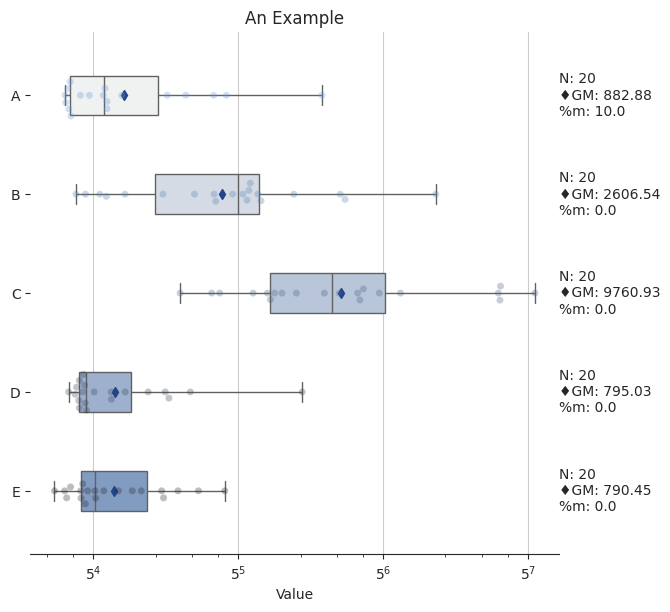 An Example
A
N: 20
♦GM: 882.88
%m: 10.0
B
N: 20
♦GM: 2606.54
%m: 0.0
C
N: 20
♦GM: 9760.93
%m: 0.0
D
N: 20
♦GM: 795.03
%m: 0.0
E
N: 20
♦GM: 790.45
%m: 0.0
5⁴ 5⁵ 5⁶ 5⁷
Value